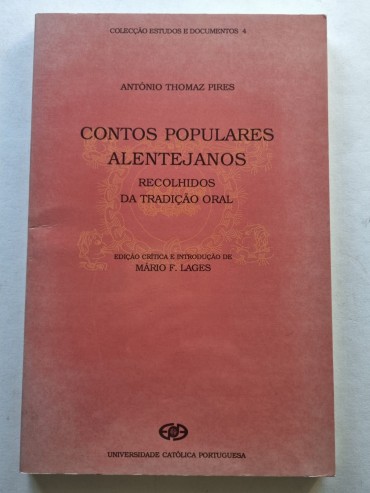 COLECÇÃO ESTUDOS E DOCUMENTOS 4
ANTÓNIO THOMAZ PIRES
CONTOS POPULARES
ALENTEJANOS
RECOLHIDOS
DA TRADIÇÃO ORAL
EDIÇÃO CRÍTICA E INTRODUÇÃO DE
MÁRIO F. LAGES
UNIVERSIDADE CATÓLICA PORTUGUESA